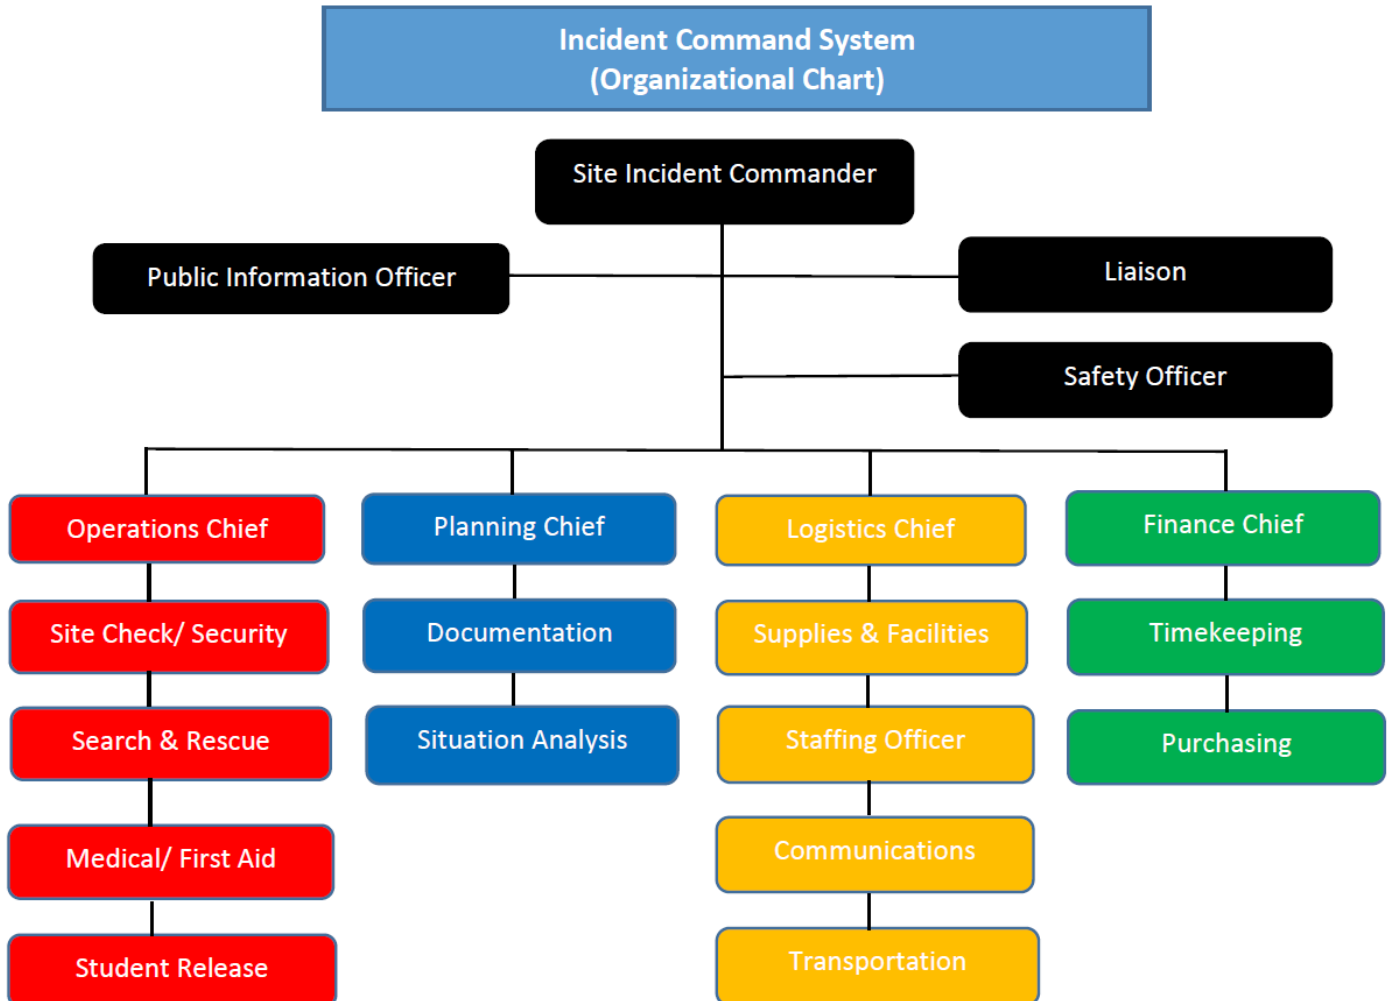 Incident Command System
(Organizational Chart)
Site Incident Commander
Public Information Officer
Liaison
Safety Officer
Operations Chief
Planning Chief
Logistics Chief
Finance Chief
Site Check/ Security
Documentation
Supplies & Facilities
Timekeeping
Search & Rescue
Situation Analysis
Staffing Officer
Purchasing
Medical/ First Aid
Communications
Student Release
Transportation